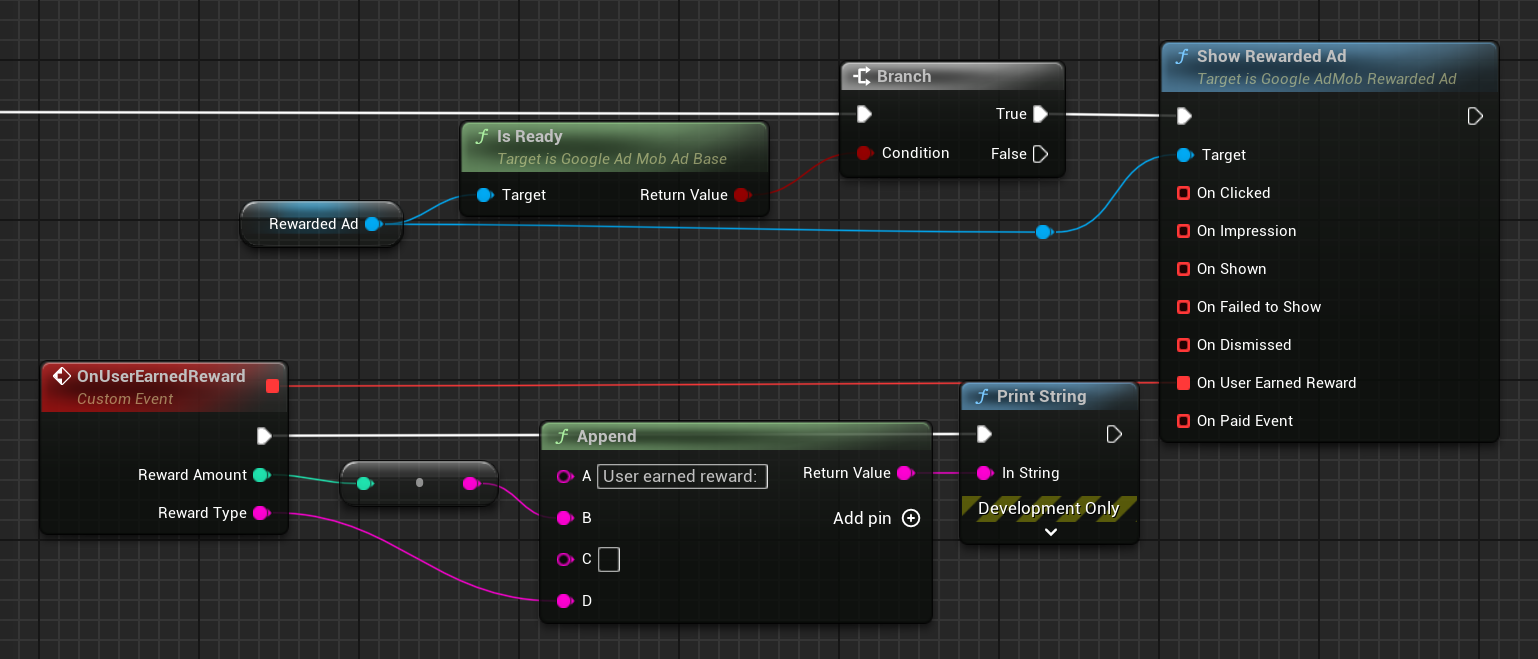 Show Rewarded Ad
Target is Google AdMob Rewarded Ad
Target
On Clicked
On Impression
On Shown
On Failed to Show
On Dismissed
On User Earned Reward
On Paid Event
Branch
True
Condition
False
f Is Ready
Target is Google Ad Mob Ad Base
Target
Return Value
Rewarded Ad
OnUserEarnedReward
Custom Event
Reward Amount
Reward Type
f Append
A User earned reward:
Return Value
B
Add pin
C
D
f Print String
In String
Development Only